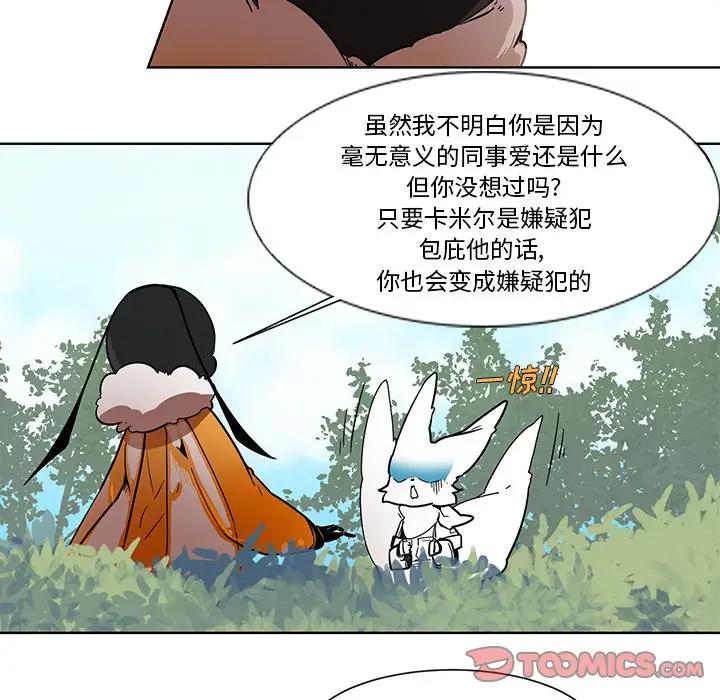 虽然我不明白你是因为
毫无意义的同事爱还是什么
但你没想过吗?
只要卡米尔是嫌疑犯
包庇他的话,
你也会变成嫌疑犯的
一惊!!
TOOMICS.COM